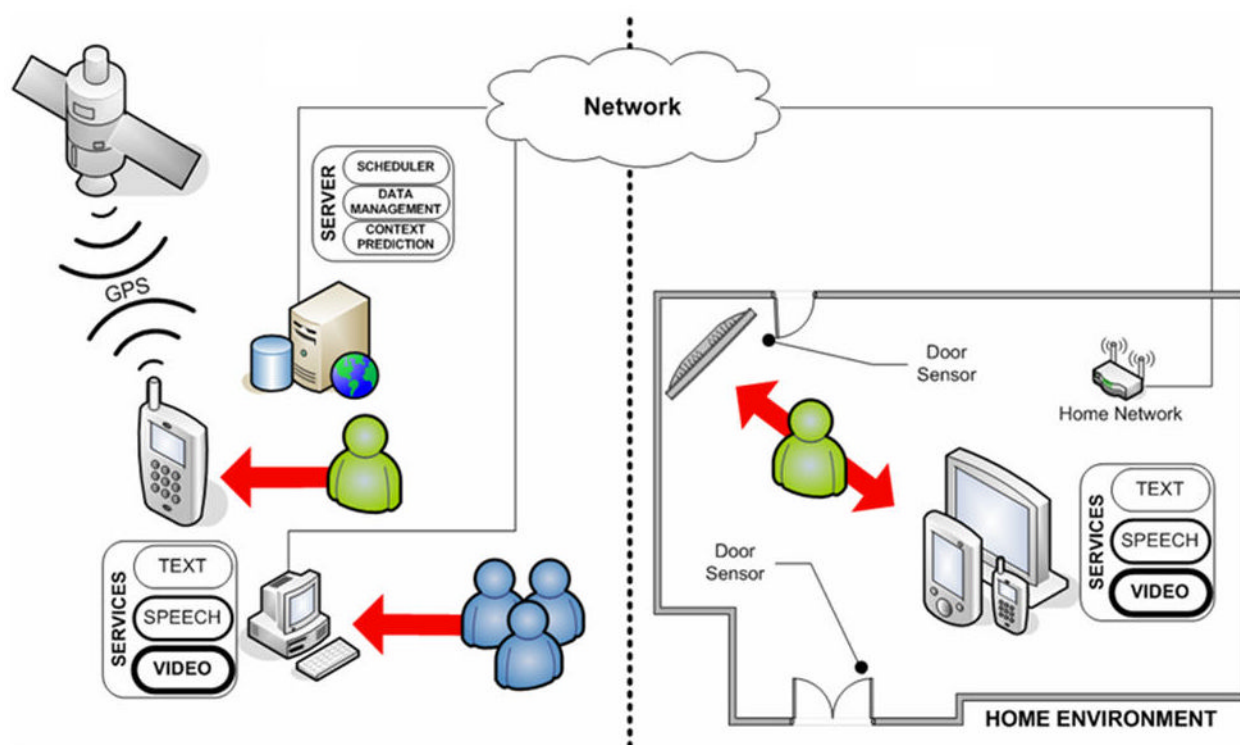 Network
SERVER
SCHEDULER
DATA
MANAGEMENT
CONTEXT
PREDICTION
GPS
SERVICES
TEXT
SPEECH
VIDEO
Door
Sensor
Home Network
SERVICES
TEXT
SPEECH
VIDEO
Door
Sensor
HOME ENVIRONMENT